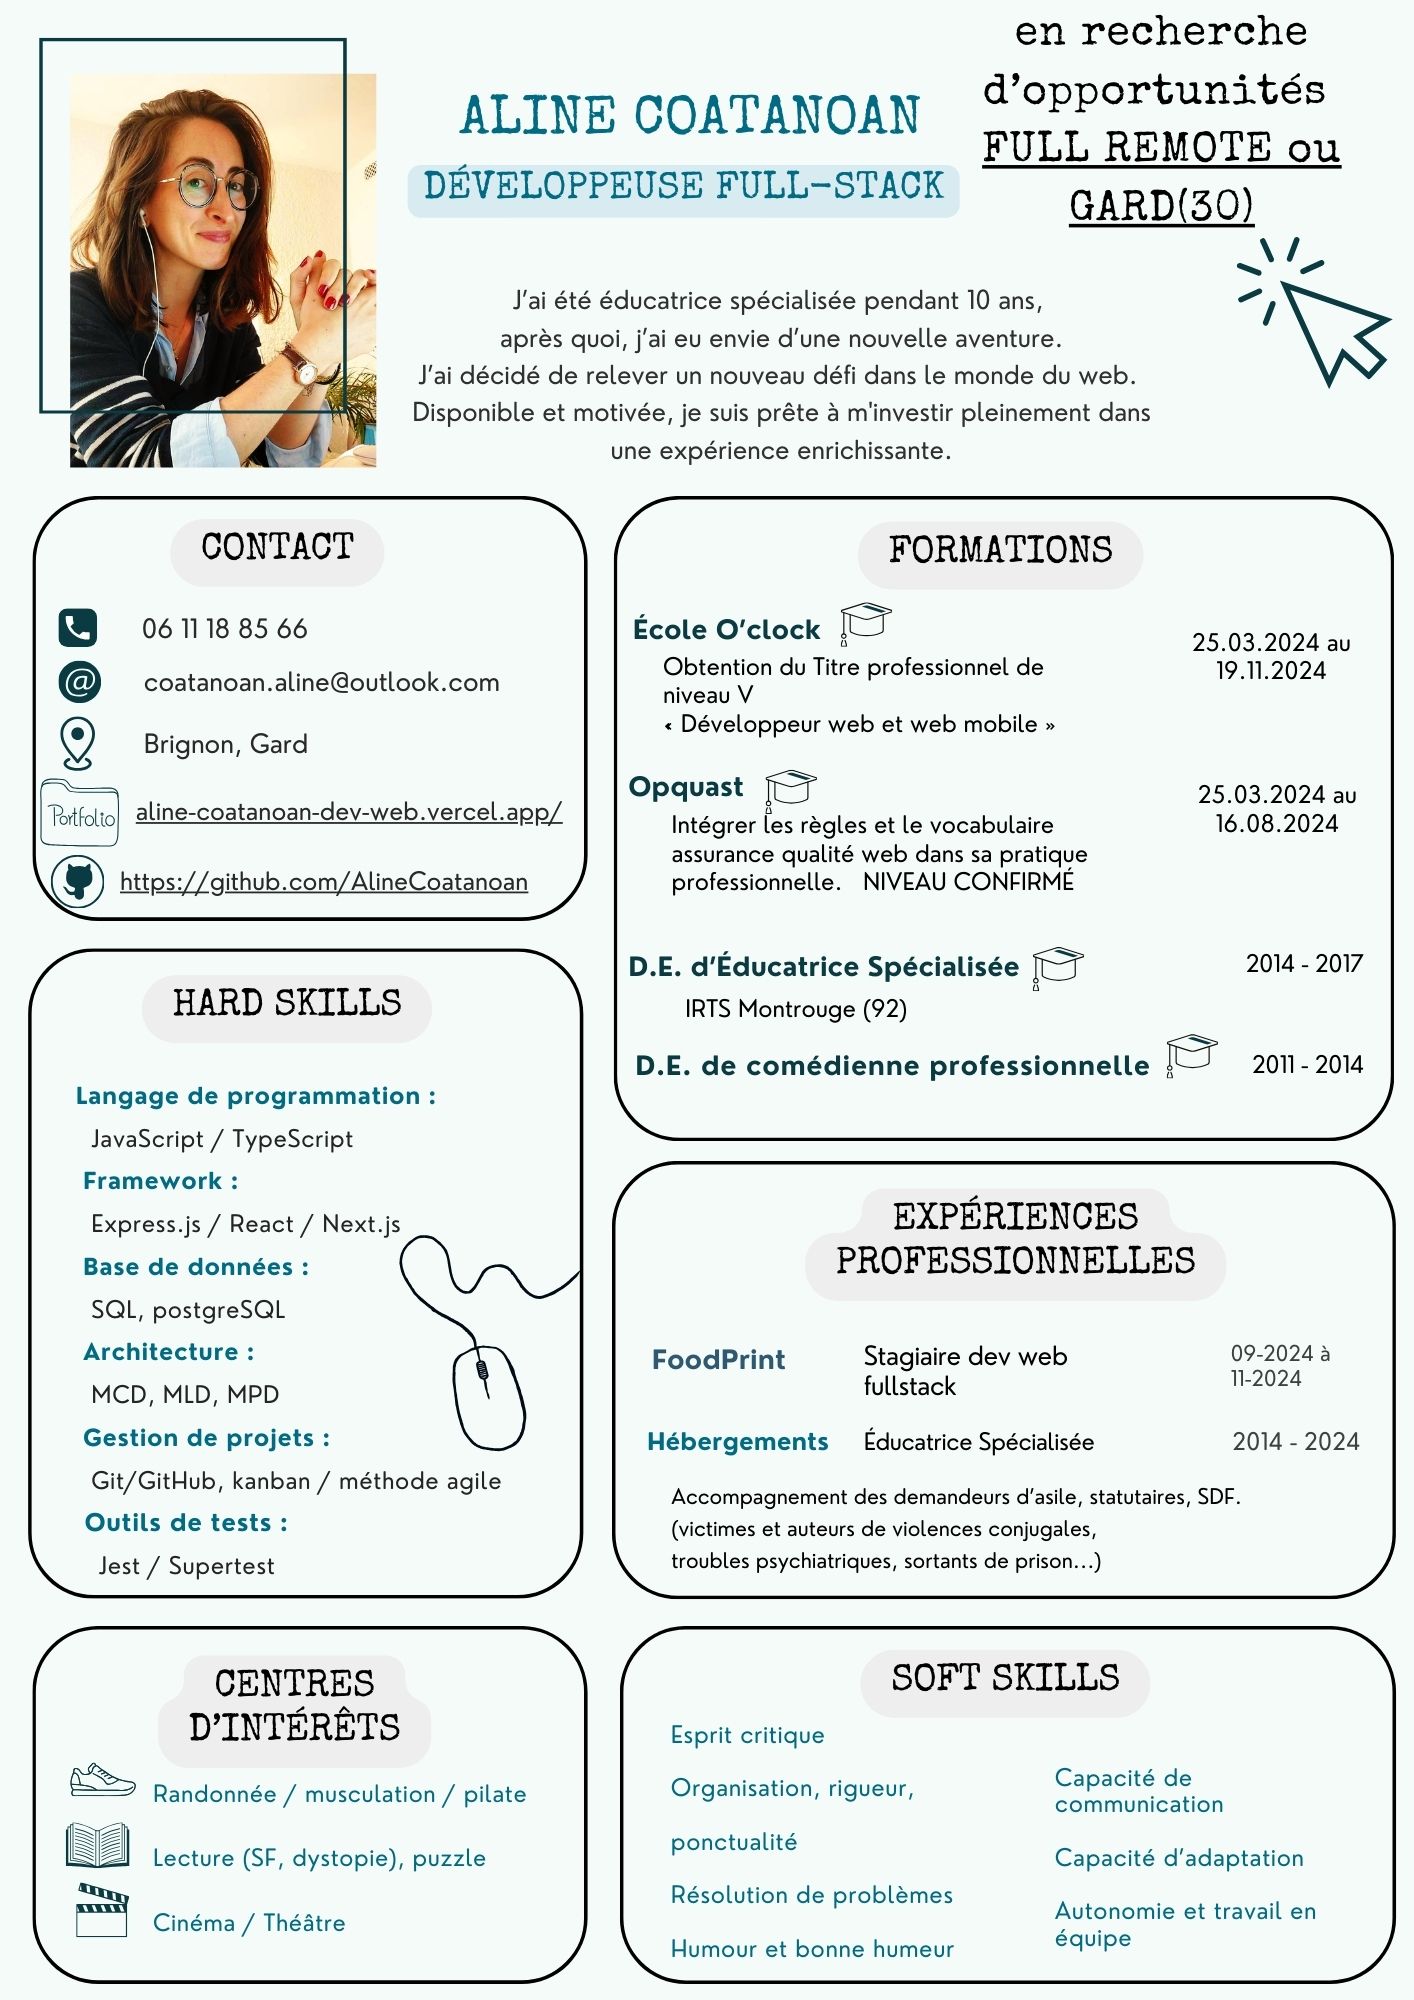 en recherche
d’opportunités
FULL REMOTE ou
GARD(30)
ALINE COATANOAN
DÉVELOPPEUSE FULL-STACK
J’ai été éducatrice spécialisée pendant 10 ans,
après quoi, j’ai eu envie d’une nouvelle aventure.
J’ai décidé de relever un nouveau défi dans le monde du web.
Disponible et motivée, je suis prête à m'investir pleinement dans
une expérience enrichissante.
CONTACT
06 11 18 85 66
coatanoan.aline@outlook.com
Brignon, Gard
Portfolio
aline-coatanoan-dev-web.vercel.app/
https://github.com/AlineCoatanoan
HARD SKILLS
Langage de programmation :
JavaScript / TypeScript
Framework :
Express.js / React / Next.js
Base de données :
SQL, postgreSQL
Architecture :
MCD, MLD, MPD
Gestion de projets :
Git/GitHub, kanban / méthode agile
Outils de tests :
Jest / Supertest
CENTRES
D’INTÉRÊTS
Randonnée / musculation / pilate
Lecture (SF, dystopie), puzzle
Cinéma / Théâtre
FORMATIONS
École O’clock
25.03.2024 au
19.11.2024
Obtention du Titre professionnel de
niveau V
« Développeur web et web mobile »
Opquast
25.03.2024 au
16.08.2024
Intégrer les règles et le vocabulaire
assurance qualité web dans sa pratique
professionnelle. NIVEAU CONFIRMÉ
D.E. d’Éducatrice Spécialisée
2014 - 2017
IRTS Montrouge (92)
D.E. de comédienne professionnelle
2011 - 2014
EXPÉRIENCES
PROFESSIONNELLES
FoodPrint
Stagiaire dev web
fullstack
09-2024 à
11-2024
Hébergements
Éducatrice Spécialisée
2014 - 2024
Accompagnement des demandeurs d’asile, statutaires, SDF.
(victimes et auteurs de violences conjugales,
troubles psychiatriques, sortants de prison...)
SOFT SKILLS
Esprit critique
Organisation, rigueur,
ponctualité
Résolution de problèmes
Humour et bonne humeur
Capacité de
communication
Capacité d’adaptation
Autonomie et travail en
équipe